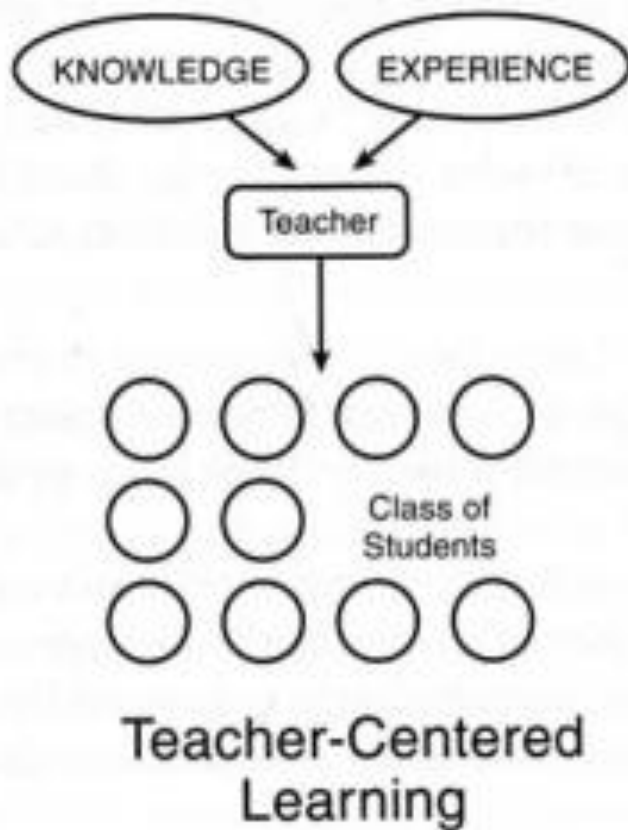 KNOWLEDGE
EXPERIENCE
Teacher
Class of
Students
Teacher-Centered
Learning